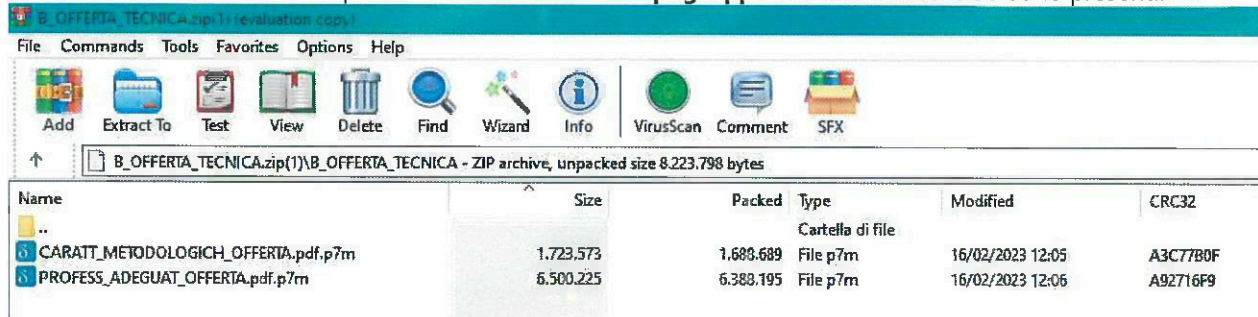 B_OFFERTA_TECNICA.zip(1) (evaluation copy)
File Commands Tools Favorites Options Help
Add Extract To Test View Delete Find Wizard Info VirusScan Comment SFX
B_OFFERTA_TECNICA.zip(1)\B_OFFERTA_TECNICA - ZIP archive, unpacked size 8.223.798 bytes
Name Size Packed Type Modified CRC32
.. Cartella di file
CARATT_METODOLOGICH_OFFERTA.pdf.p7m 1.723.573 1.688.689 File p7m 16/02/2023 12:05 A3C77B0F
PROFESS_ADEGUAT_OFFERTA.pdf.p7m 6.500.225 6.388.195 File p7m 16/02/2023 12:06 A92716F9